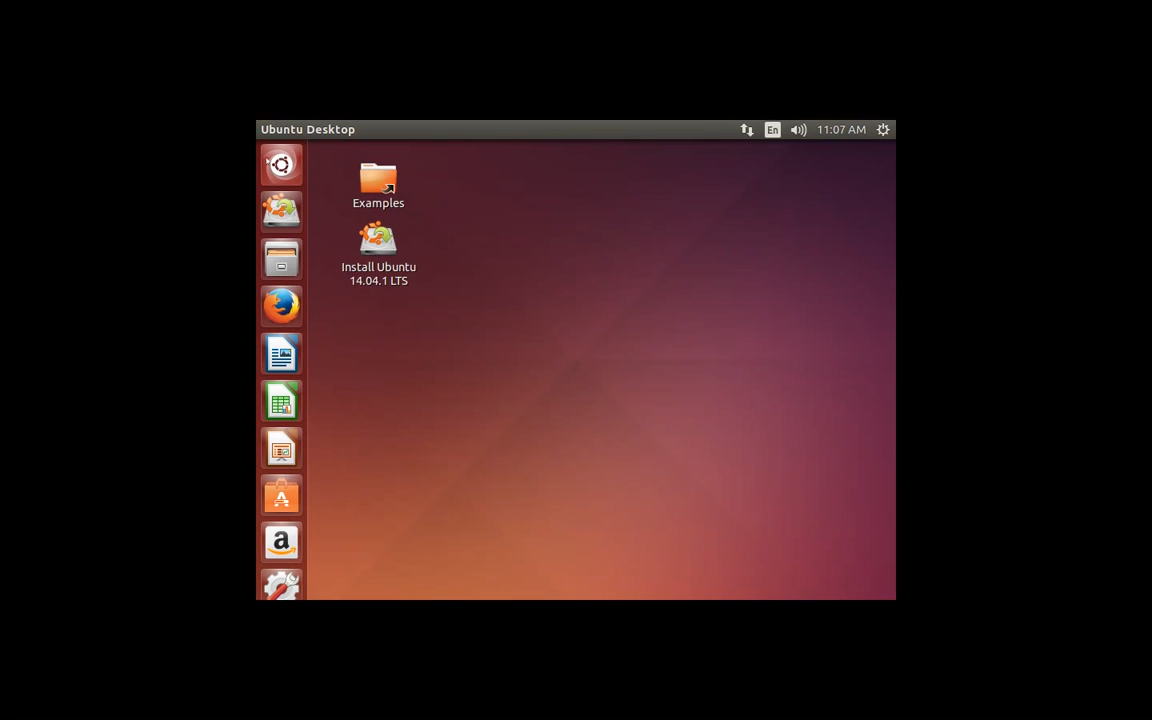 Ubuntu Desktop
En
11:07 AM
Examples
Install Ubuntu
14.04.1 LTS
A
a